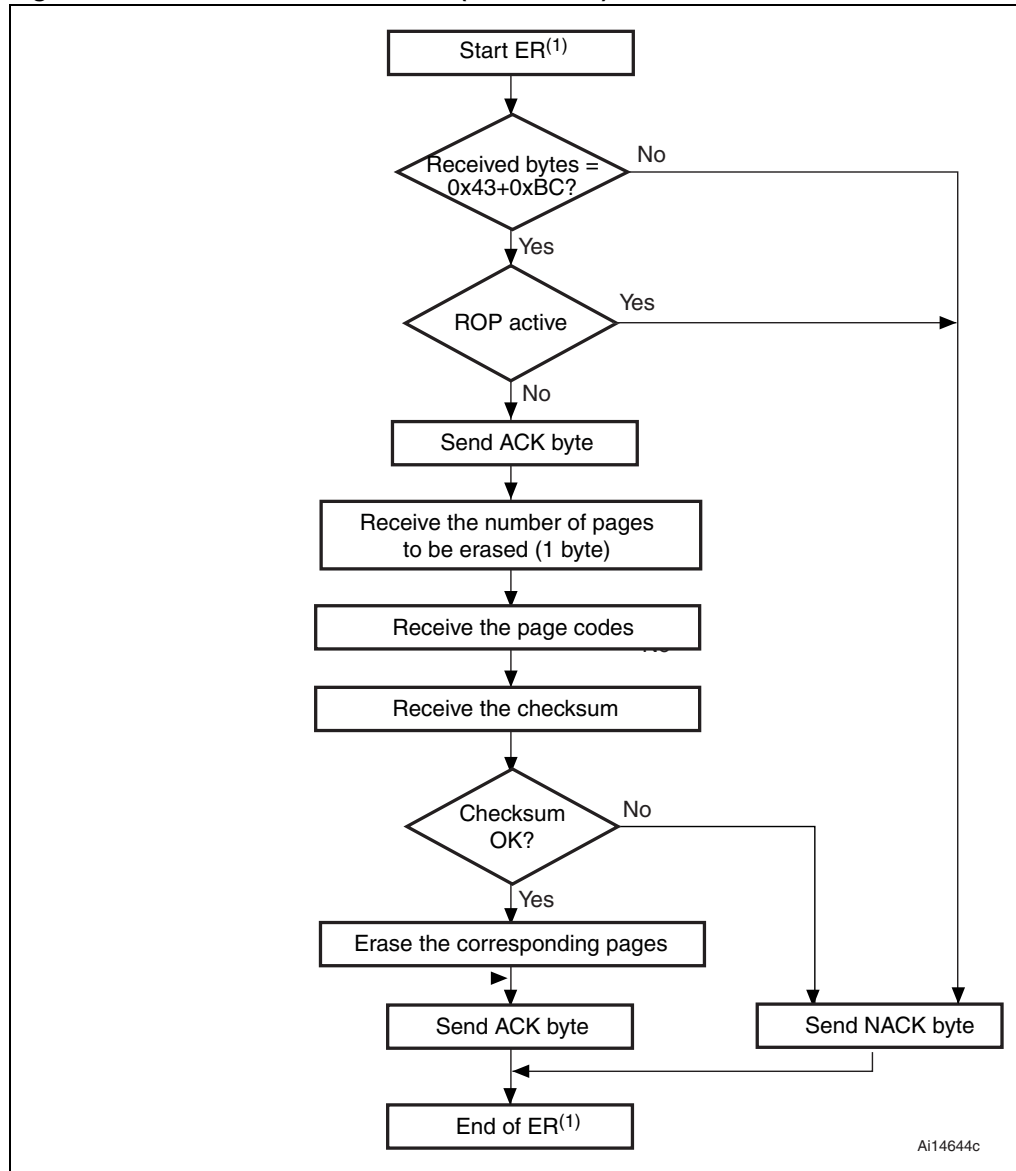 Start ER(1)
Received bytes =
0x43+0xBC?
No
Yes
ROP active
Yes
No
Send ACK byte
Receive the number of pages
to be erased (1 byte)
Receive the page codes
Receive the checksum
Checksum
OK?
No
Yes
Erase the corresponding pages
Send ACK byte
Send NACK byte
End of ER(1)
Ai14644c